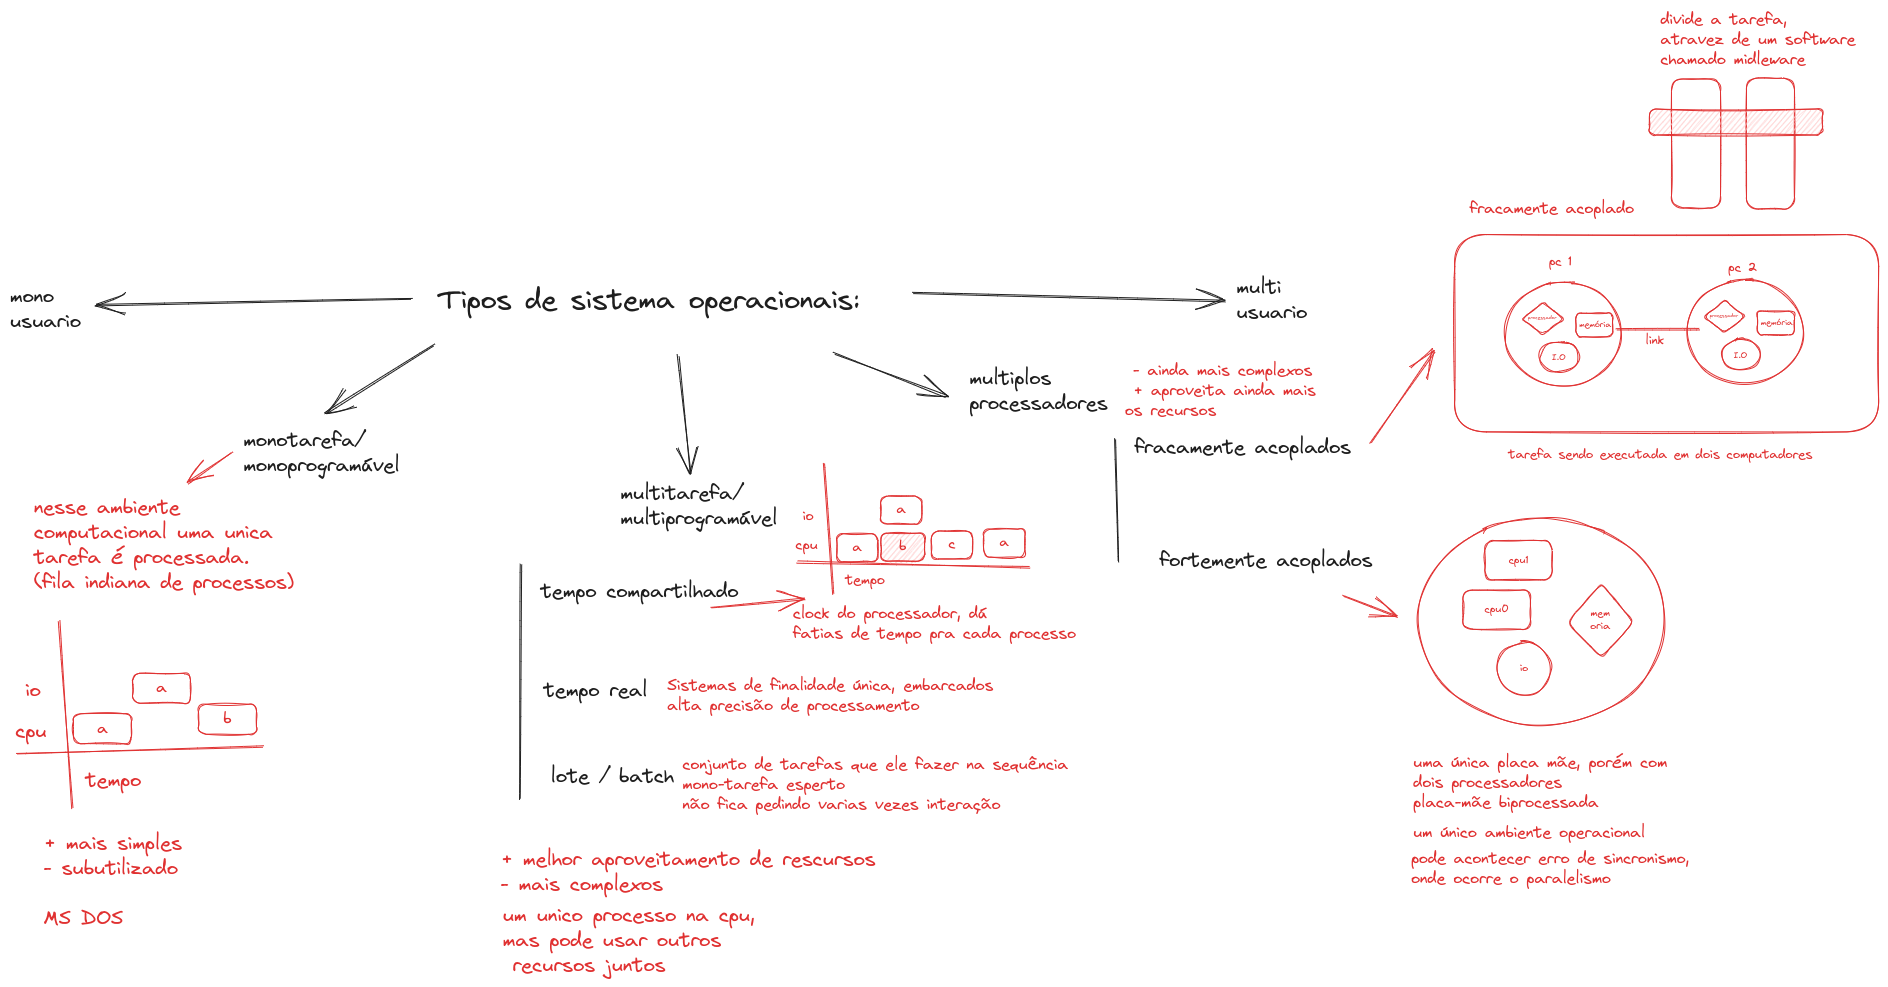 divide a tarefa,
atravez de um software
chamado midleware
fracamente acoplado
pc 1
pc 2
processador
memória
I.O
link
processador
memória
I.O
tarefa sendo executada em dois computadores
Tipos de sistema operacionais:
mono
usuario
multi
usuario
monotarefa/
monoprogramável
nesse ambiente
computacional uma unica
tarefa é processada.
(fila indiana de processos)
io
a
b
cpu
a
tempo
+ mais simples
- subutilizado
MS DOS
multitarefa/
multiprogramável
io
a
cpu
a
b
c
a
tempo
tempo compartilhado
clock do processador, dá
fatias de tempo pra cada processo
tempo real
Sistemas de finalidade única, embarcados
alta precisão de processamento
lote / batch
conjunto de tarefas que ele fazer na sequência
mono-tarefa esperto
não fica pedindo varias vezes interação
+ melhor aproveitamento de rescursos
- mais complexos
um unico processo na cpu,
mas pode usar outros
recursos juntos
multiplos
processadores
- ainda mais complexos
+ aproveita ainda mais
os recursos
fracamente acoplados
fortemente acoplados
cpu1
cpu0
mem
oria
io
uma única placa mãe, porém com
dois processadores
placa-mãe biprocessada
um único ambiente operacional
pode acontecer erro de sincronismo,
onde ocorre o paralelismo